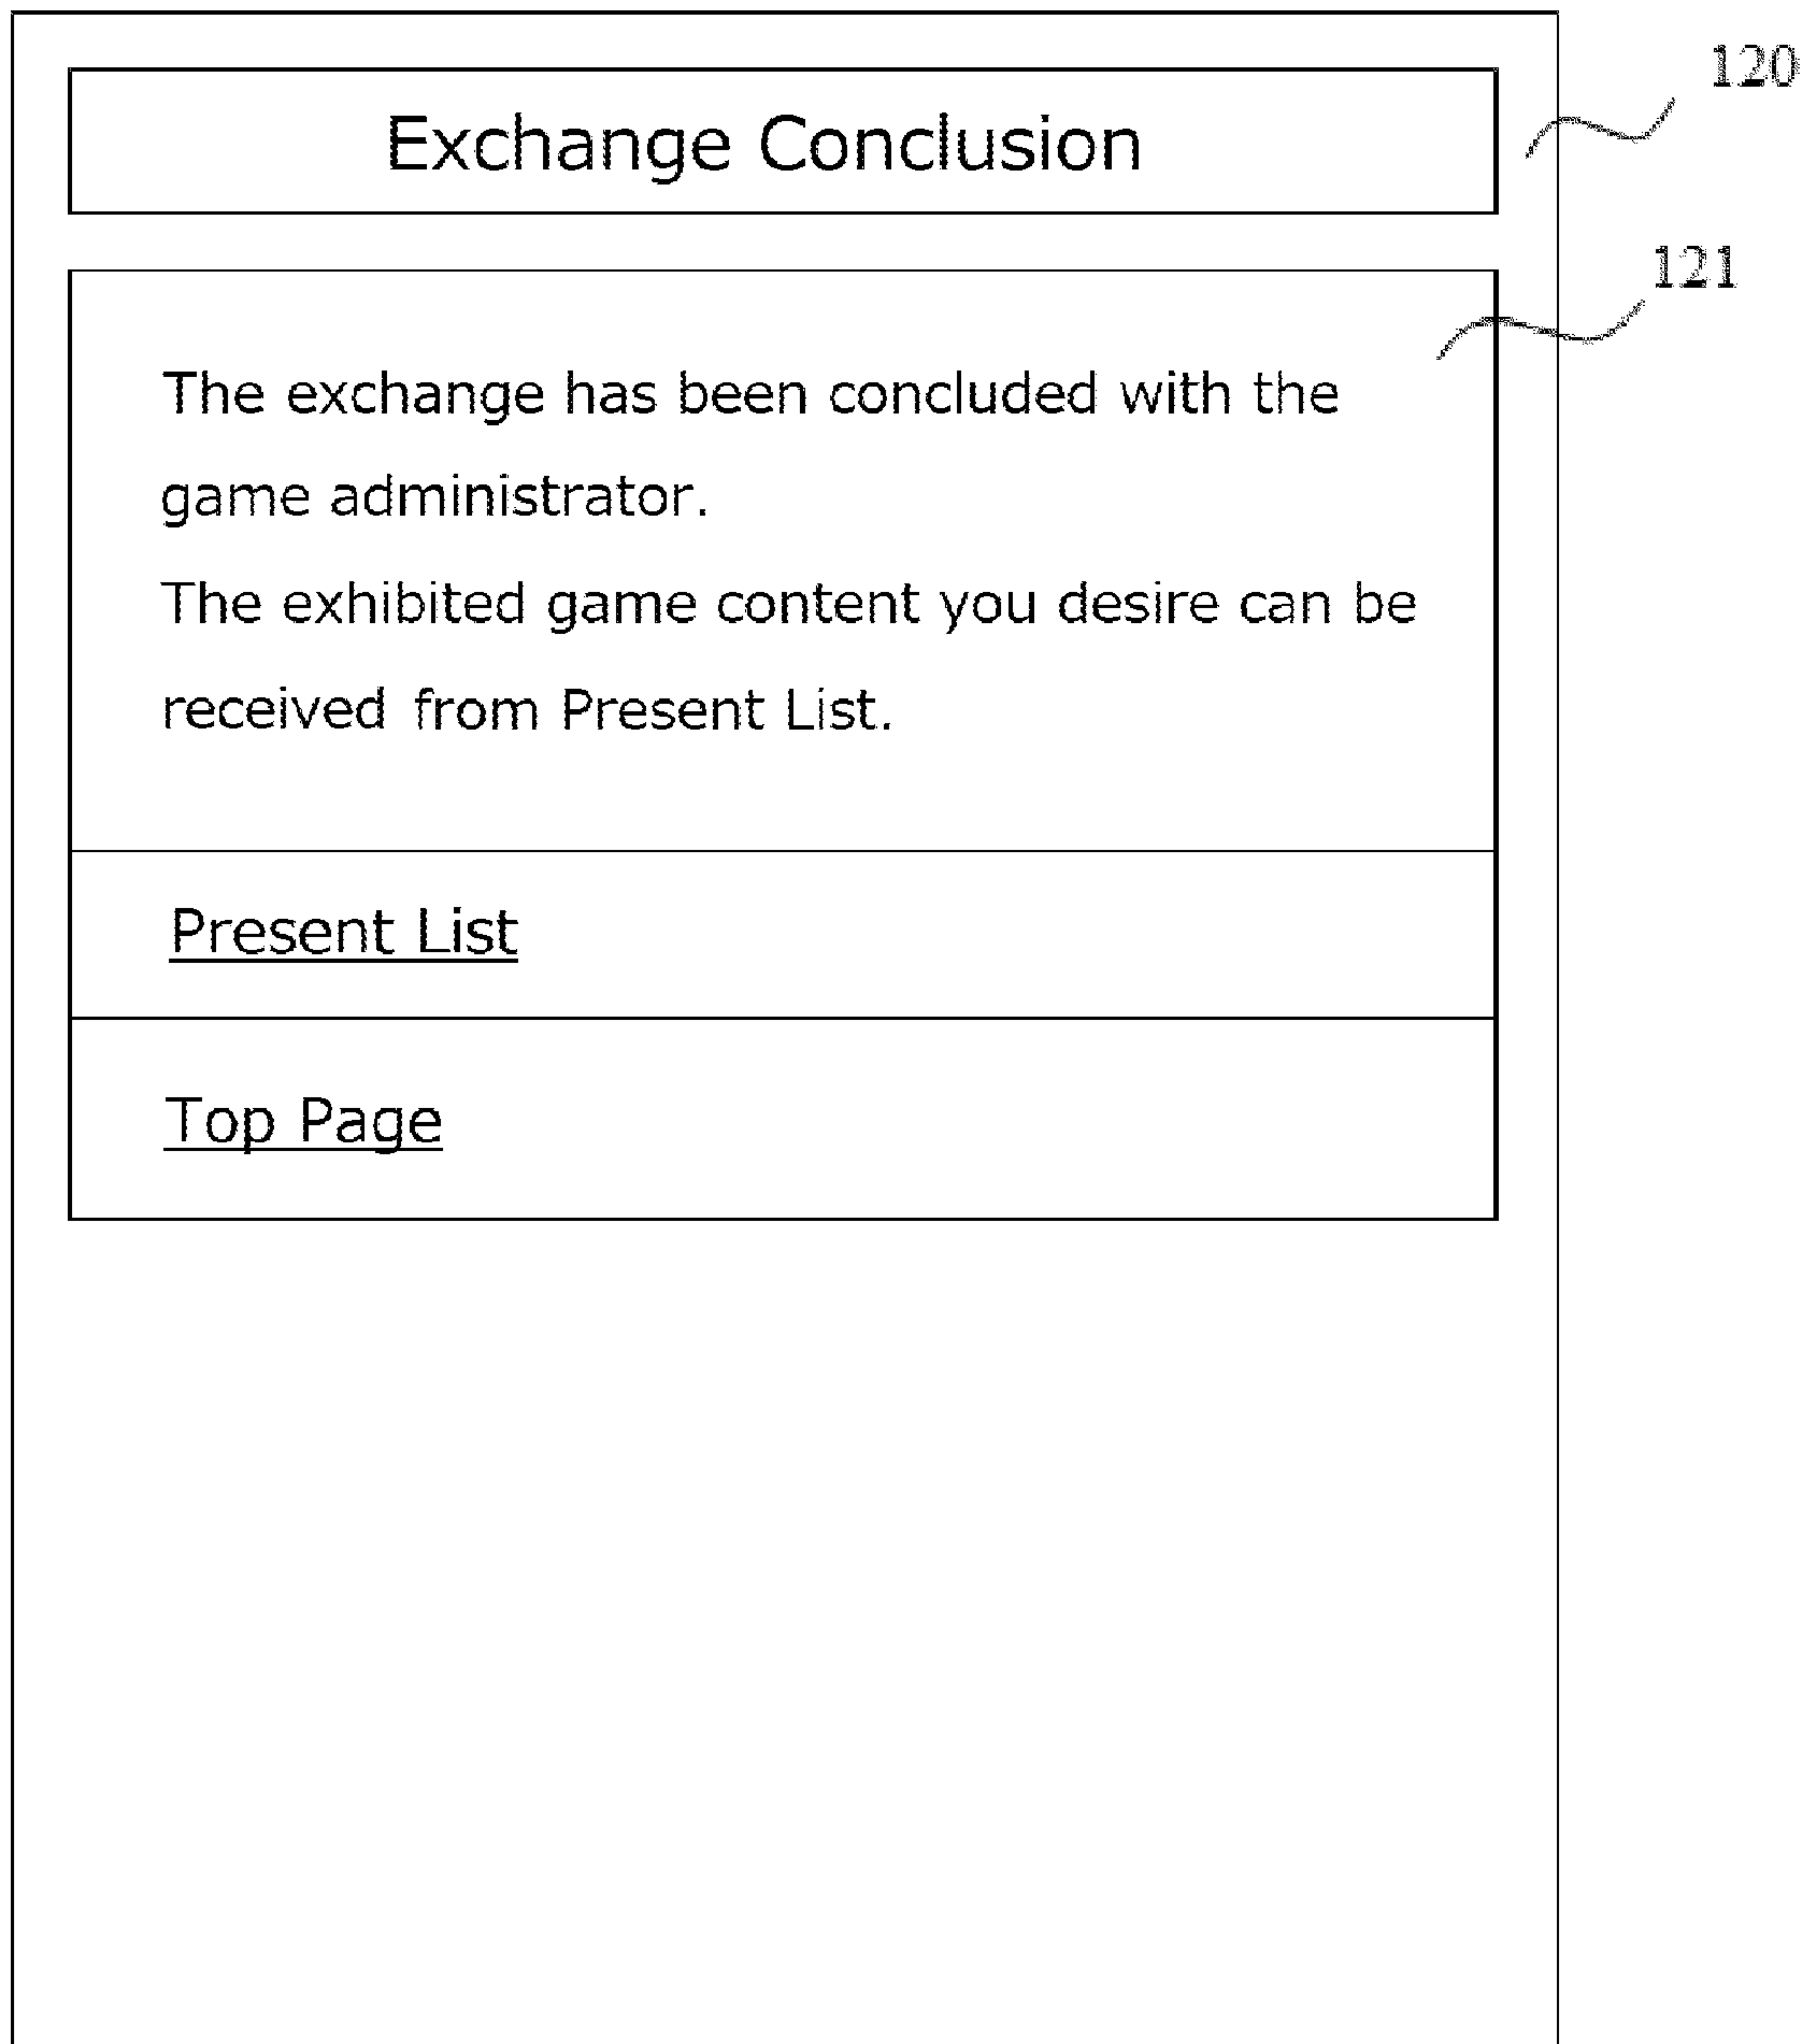 120
Exchange Conclusion
121
The exchange has been concluded with the
game administrator.
The exhibited game content you desire can be
received from Present List.
Present List
Top Page